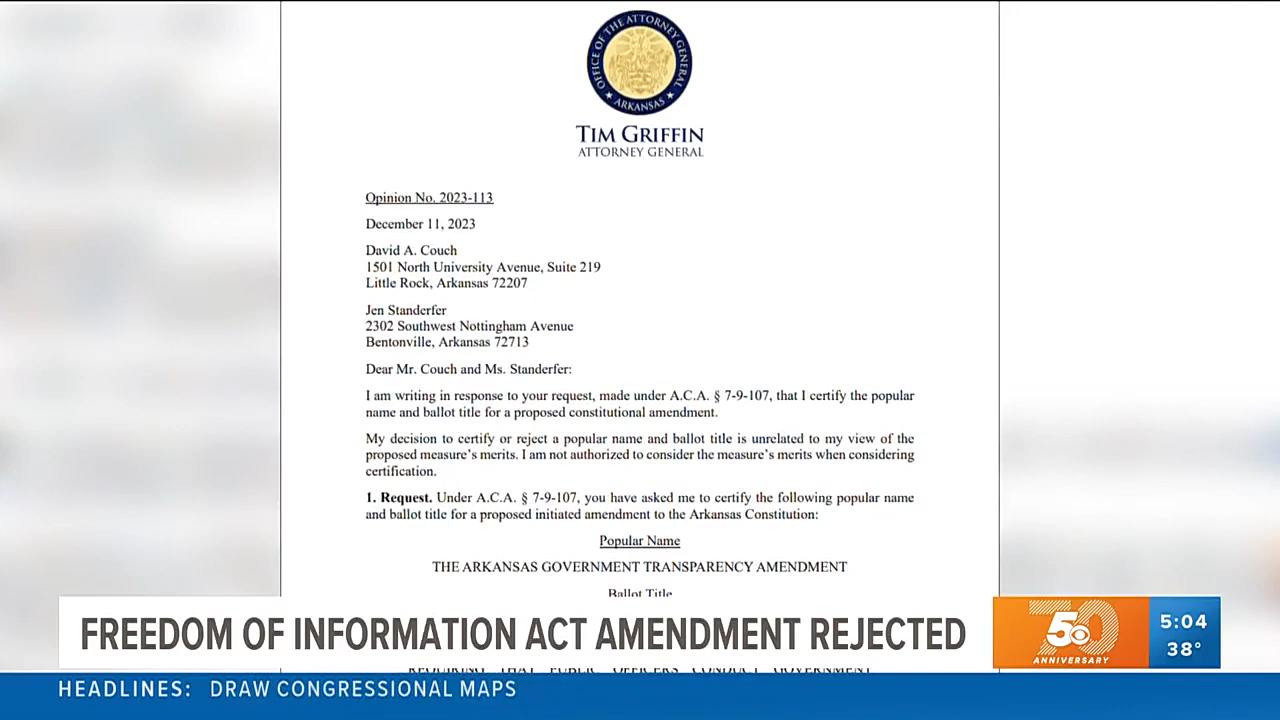 OFFICE OF THE ATTORNEY GENERAL
ARKANSAS
TIM GRIFFIN
ATTORNEY GENERAL
Opinion No. 2023-113
December 11, 2023
David A. Couch
1501 North University Avenue, Suite 219
Little Rock, Arkansas 72207
Jen Standerfer
2302 Southwest Nottingham Avenue
Bentonville, Arkansas 72713
Dear Mr. Couch and Ms. Standerfer:
I am writing in response to your request, made under A.C.A. § 7-9-107, that I certify the popular
name and ballot title for a proposed constitutional amendment.
My decision to certify or reject a popular name and ballot title is unrelated to my view of the
proposed measure's merits. I am not authorized to consider the measure's merits when considering
certification.
1. Request. Under A.C.A. § 7-9-107, you have asked me to certify the following popular name
and ballot title for a proposed initiated amendment to the Arkansas Constitution:
Popular Name
THE ARKANSAS GOVERNMENT TRANSPARENCY AMENDMENT
Ballot Title
FREEDOM OF INFORMATION ACT AMENDMENT REJECTED
REQUIRING THAT PUBLIC OFFICERS CONDUCT GOVERNMENT
50
5
ANNIVERSARY
5:04
38°
HEADLINES: DRAW CONGRESSIONAL MAPS